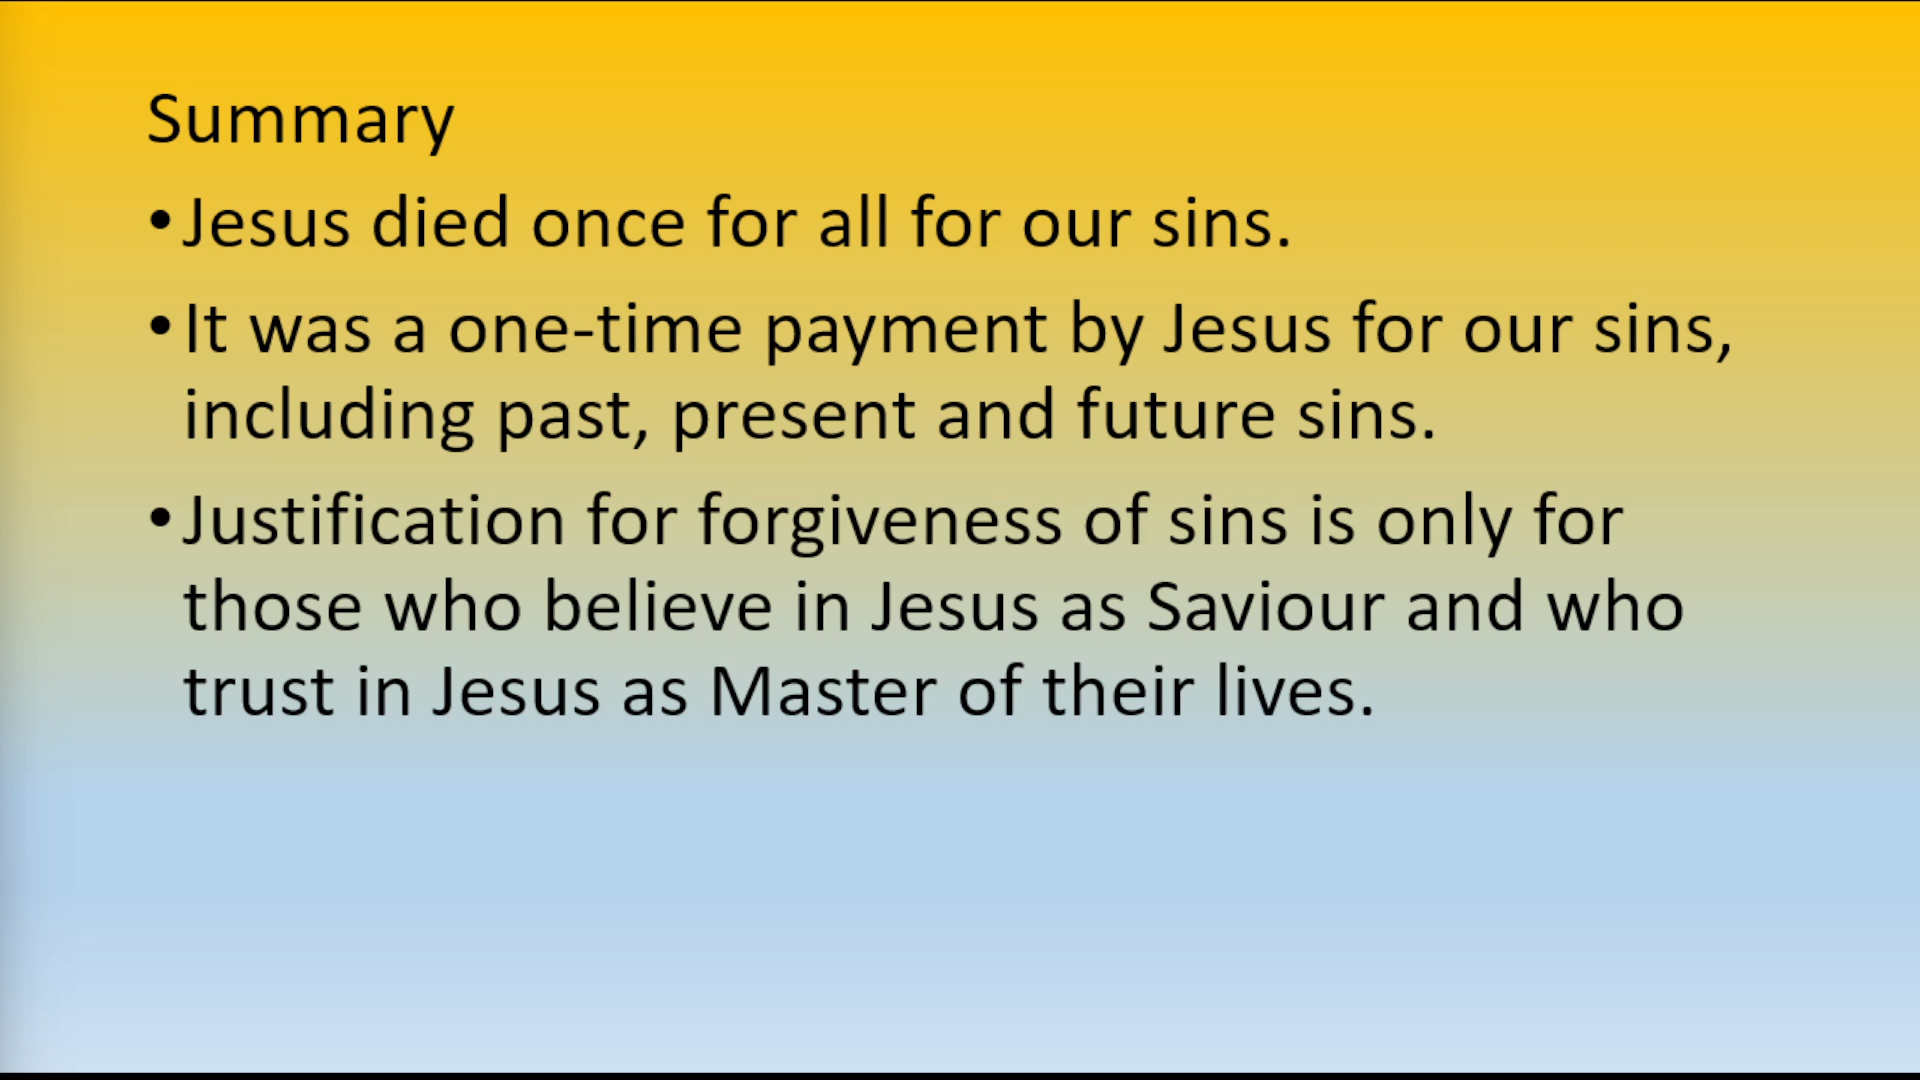 Summary
•Jesus died once for all for our sins.
•It was a one-time payment by Jesus for our sins,
including past, present and future sins.
•Justification for forgiveness of sins is only for
those who believe in Jesus as Saviour and who
trust in Jesus as Master of their lives.